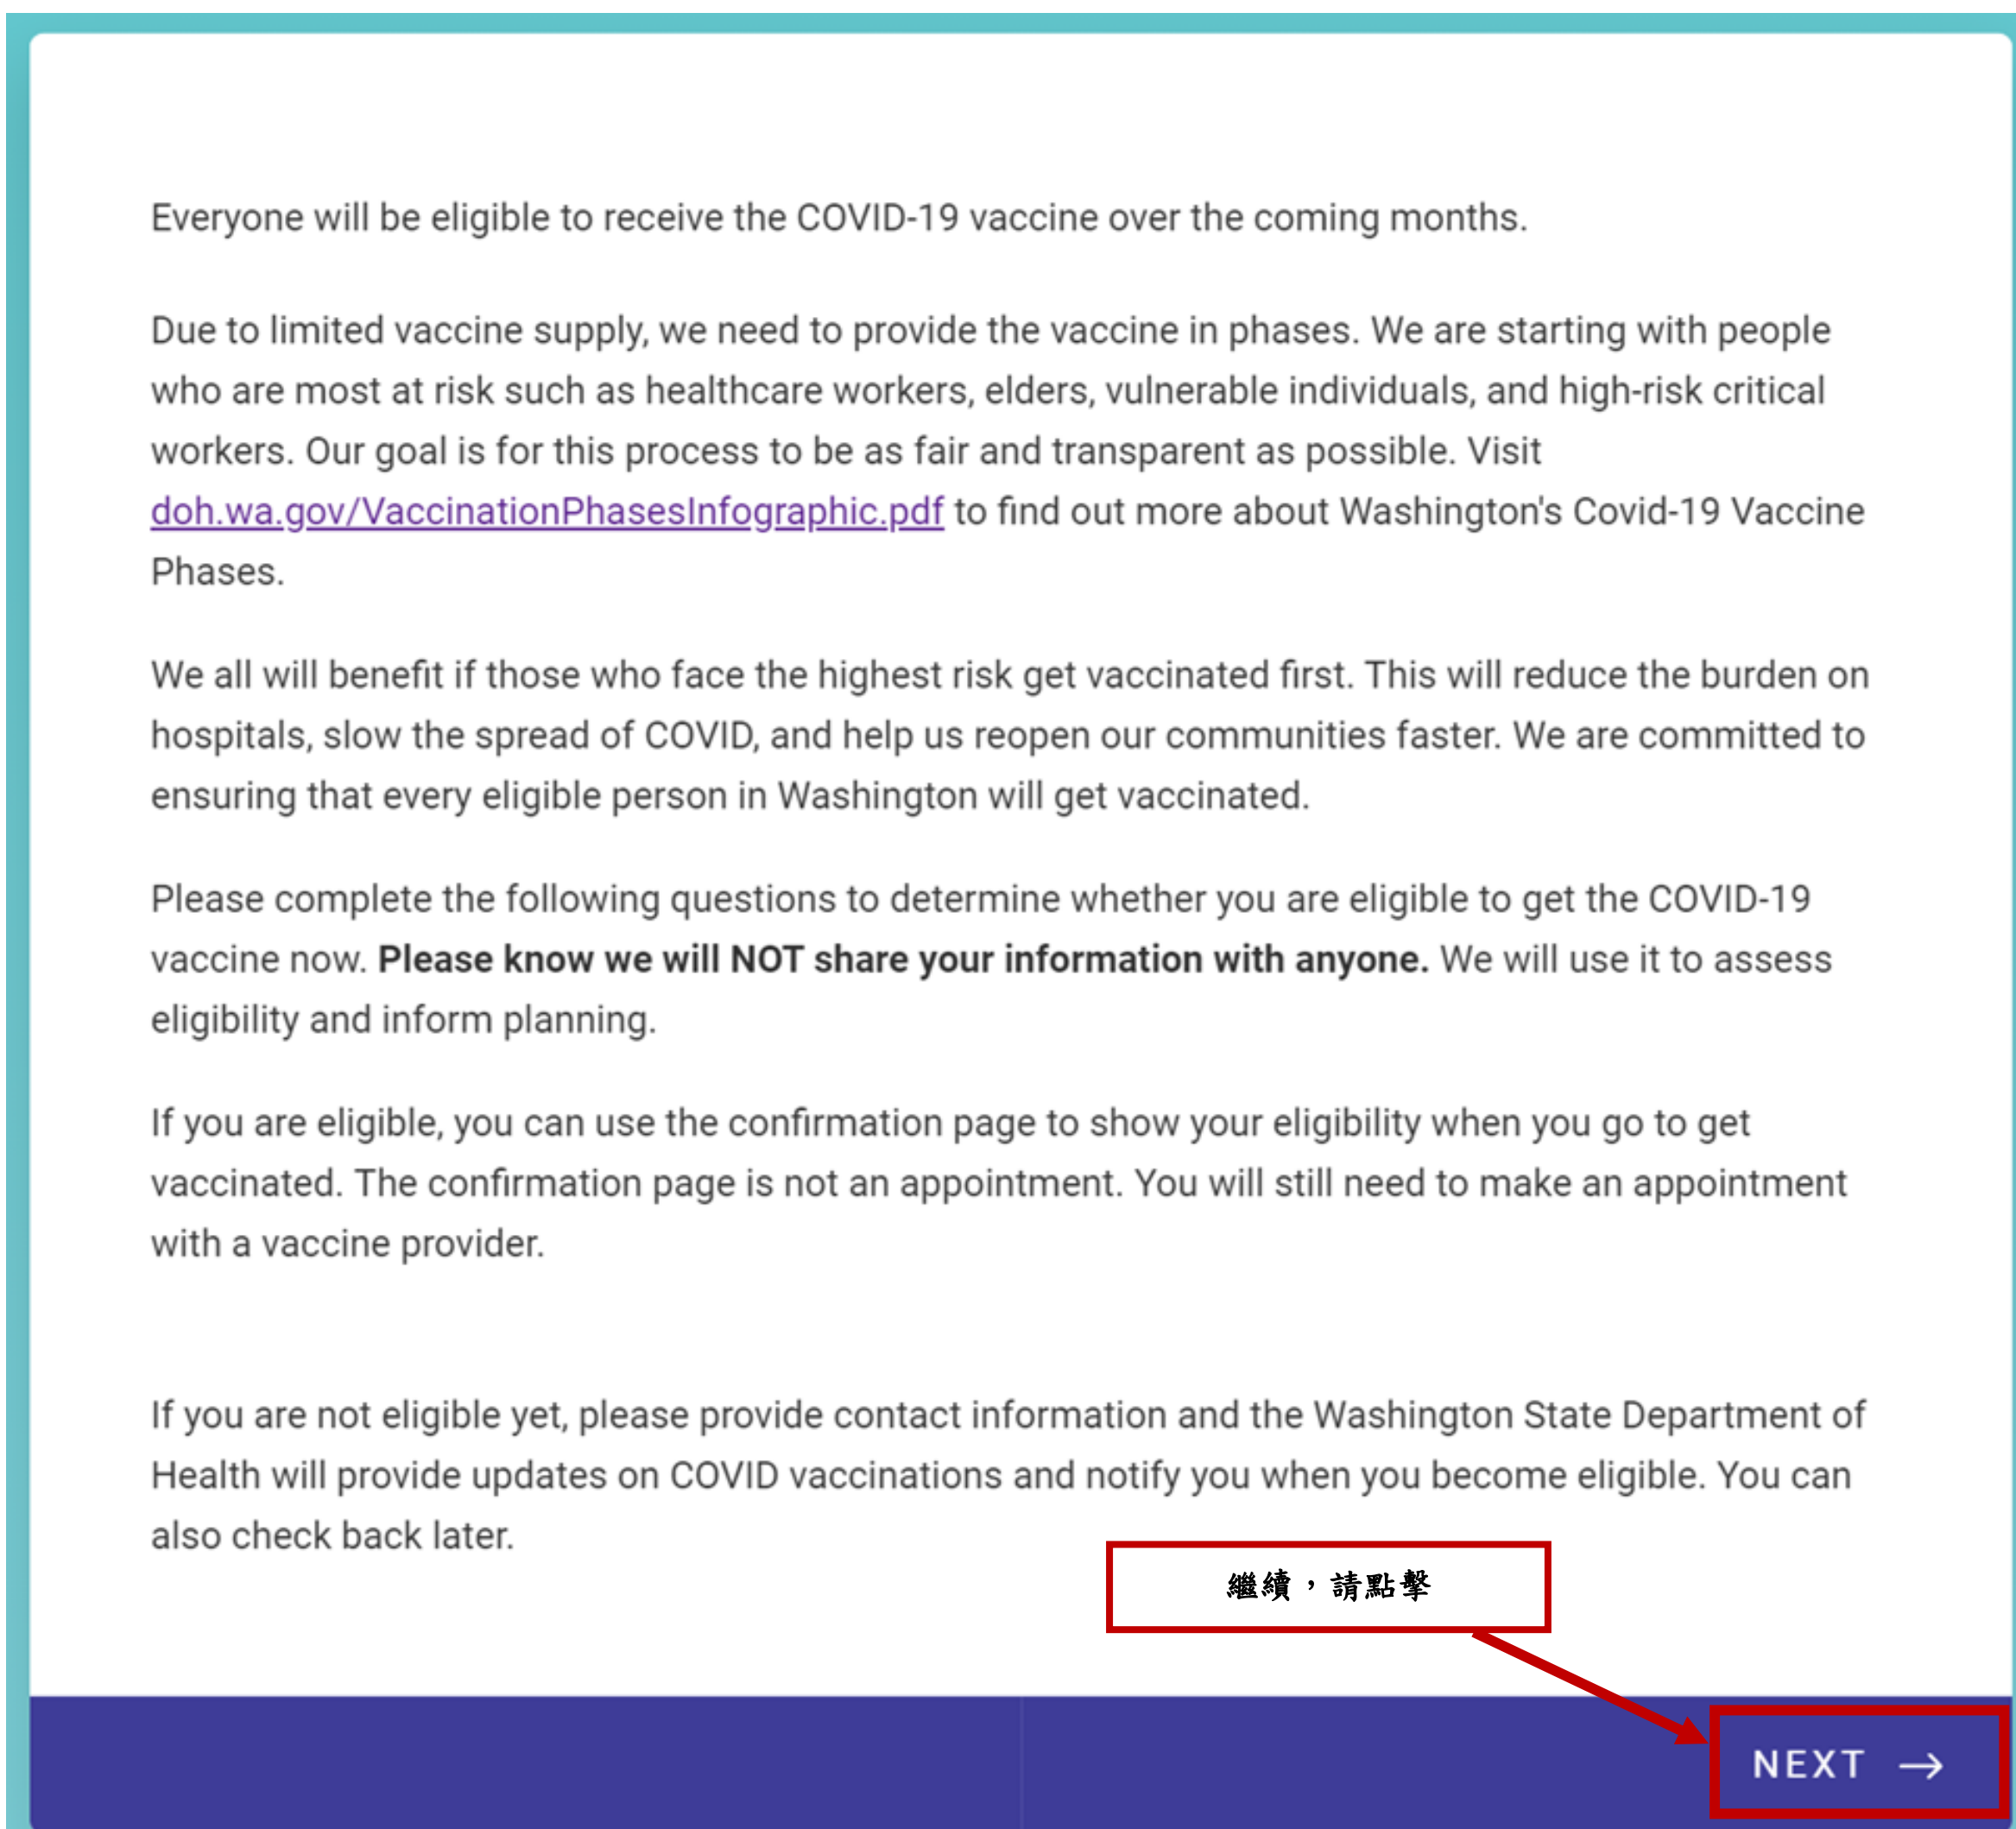 Everyone will be eligible to receive the COVID-19 vaccine over the coming months.
Due to limited vaccine supply, we need to provide the vaccine in phases. We are starting with people
who are most at risk such as healthcare workers, elders, vulnerable individuals, and high-risk critical
workers. Our goal is for this process to be as fair and transparent as possible. Visit
doh.wa.gov/VaccinationPhasesInfographic.pdf to find out more about Washington's Covid-19 Vaccine
Phases.
We all will benefit if those who face the highest risk get vaccinated first. This will reduce the burden on
hospitals, slow the spread of COVID, and help us reopen our communities faster. We are committed to
ensuring that every eligible person in Washington will get vaccinated.
Please complete the following questions to determine whether you are eligible to get the COVID-19
vaccine now. Please know we will NOT share your information with anyone. We will use it to assess
eligibility and inform planning.
If you are eligible, you can use the confirmation page to show your eligibility when you go to get
vaccinated. The confirmation page is not an appointment. You will still need to make an appointment
with a vaccine provider.
If you are not eligible yet, please provide contact information and the Washington State Department of
Health will provide updates on COVID vaccinations and notify you when you become eligible. You can
also check back later.
繼續，請點擊
NEXT →